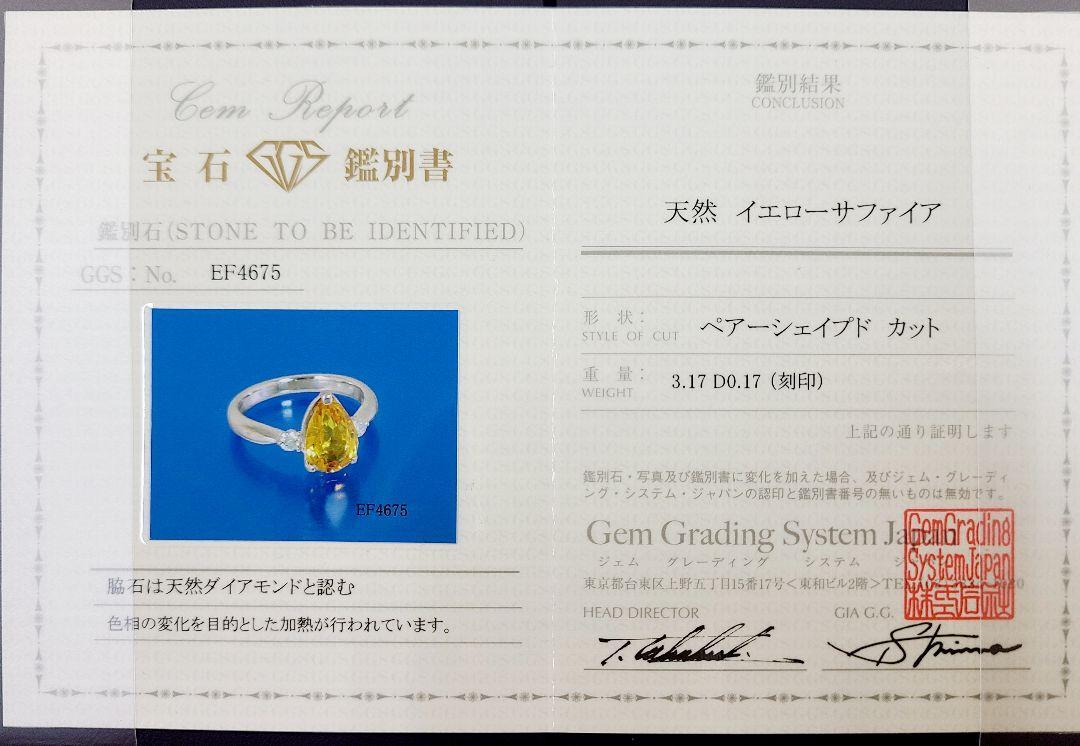 Gem Report
宝石 GGS 鑑別書
鑑別石(STONE TO BE IDENTIFIED)
GGS：No. EF4675
EF4675
脇石は天然ダイアモンドと認む
色相の変化を目的とした加熱が行われています。
鑑別結果
CONCLUSION
天然 イエローサファイア
形 状：
STYLE OF CUT
ペアーシェイプド カット
重 量：
WEIGHT
3.17 D0.17 (刻印)
上記の通り証明します
鑑別石・写真及び鑑別書に変化を加えた場合、及びジェム・グレーディ
ング・システム・ジャパンの認印と鑑別書番号の無いものは無効です。
Gem Grading System Japan
ジェム グレーディング システム
東京都台東区上野五丁目15番17号<東和ビル2階>
GemGrading
SystemJapan
HEAD DIRECTOR
GIA G.G.